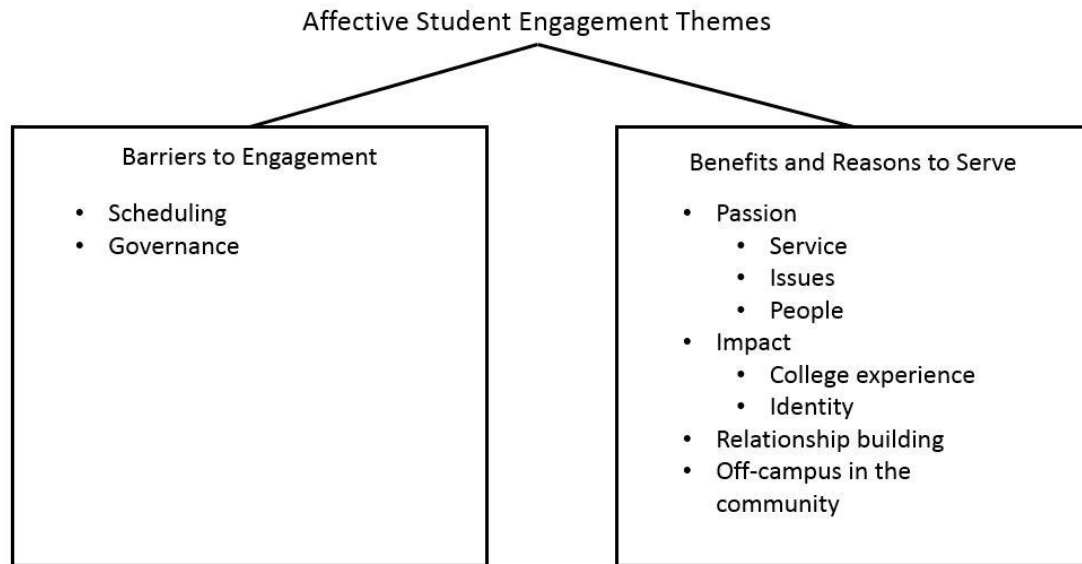 Affective Student Engagement Themes
Barriers to Engagement
• Scheduling
• Governance
Benefits and Reasons to Serve
• Passion
• Service
• Issues
• People
• Impact
• College experience
• Identity
• Relationship building
• Off-campus in the
community